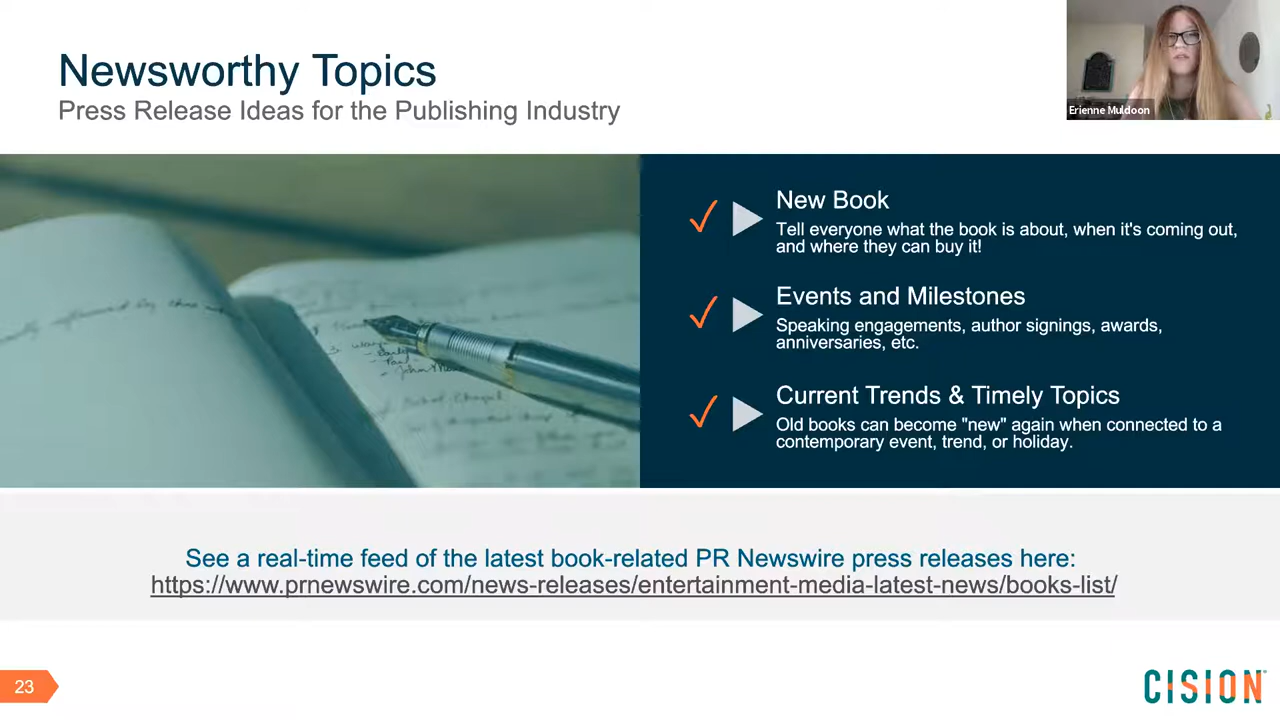 Newsworthy Topics
Press Release Ideas for the Publishing Industry
Erienne Muldoon
New Book
Tell everyone what the book is about, when it's coming out,
and where they can buy it!
Events and Milestones
Speaking engagements, author signings, awards,
anniversaries, etc.
Current Trends & Timely Topics
Old books can become "new" again when connected to a
contemporary event, trend, or holiday.
See a real-time feed of the latest book-related PR Newswire press releases here:
https://www.prnewswire.com/news-releases/entertainment-media-latest-news/books-list/
23
CISION